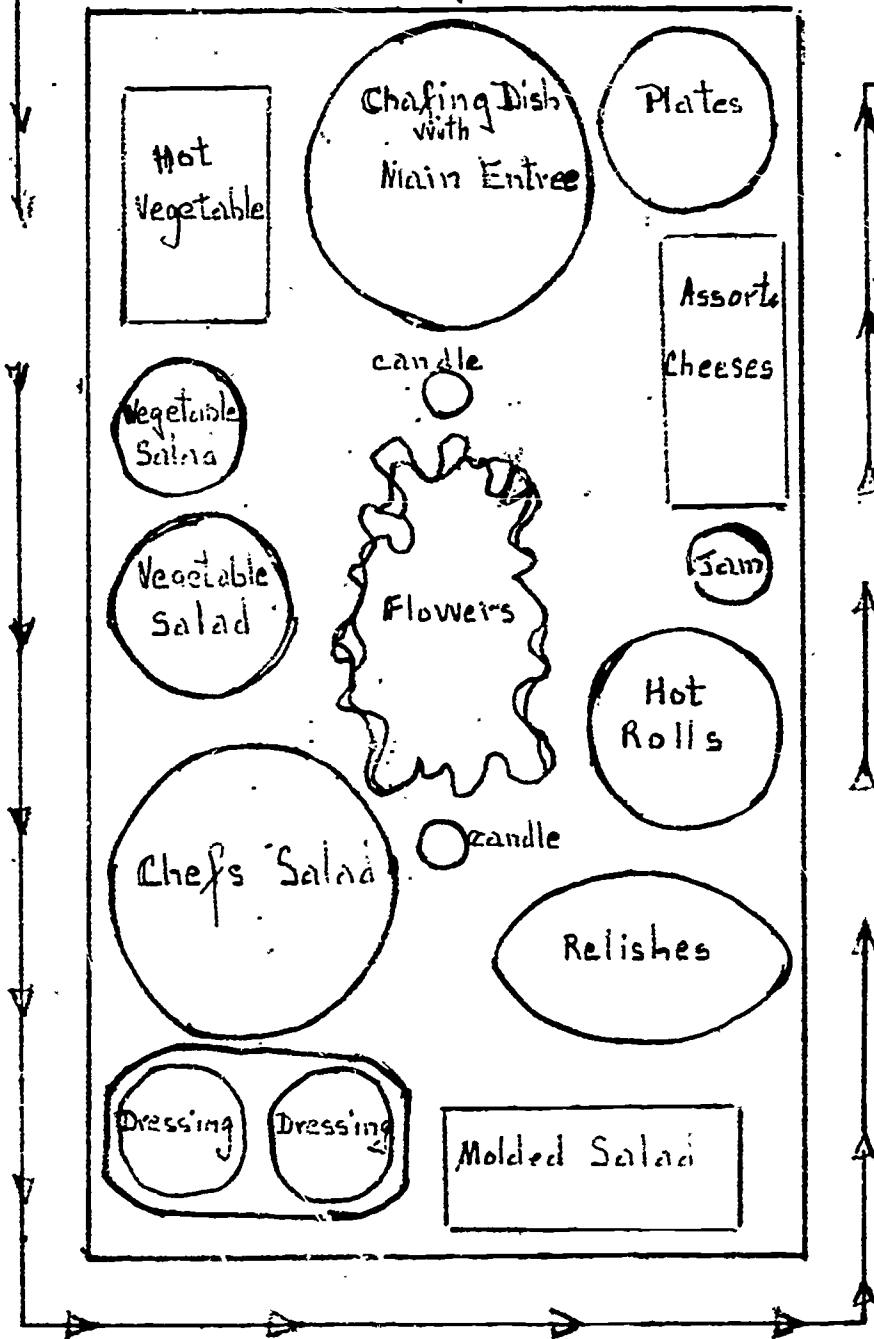 Chafing Dish
with
Main Entree
Plates
Hot
Vegetable
Assort.
Cheeses
candle
Vegetable
Salad
Jam
Vegetable
Salad
Flowers
Hot
Rolls
candle
Chefs Salad
Relishes
Dressing
Dressing
Molded Salad